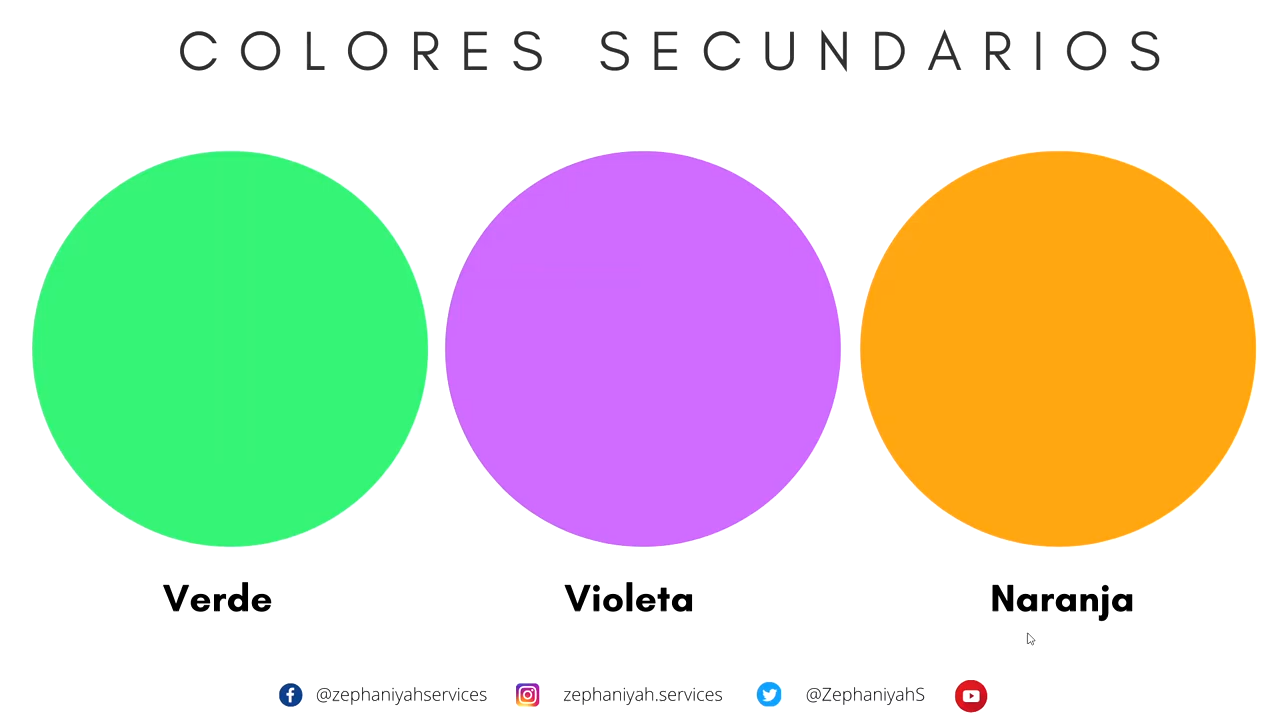 COLORES SECUNDARIOS
Verde Violeta Naranja
@zephaniyahservices zephaniyah.services @ZephaniyahS